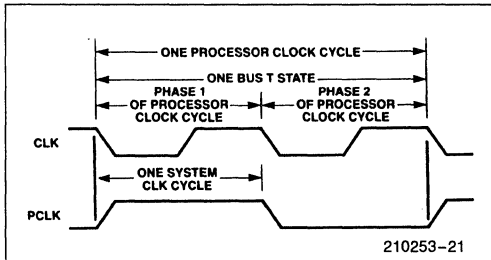 ONE PROCESSOR CLOCK CYCLE
ONE BUS T STATE
PHASE 1
OF PROCESSOR
CLOCK CYCLE
PHASE 2
OF PROCESSOR
CLOCK CYCLE
CLK
ONE SYSTEM
CLK CYCLE
PCLK
210253-21